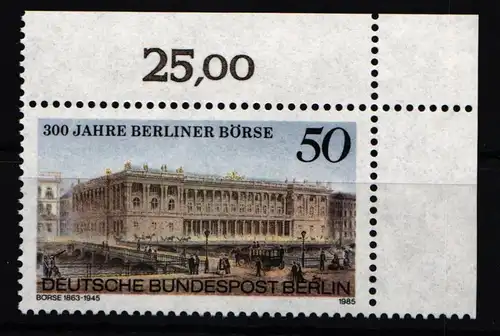 25,00
300 JAHRE BERLINER BÖRSE 50
DEUTSCHE BUNDESPOST BERLIN
BÖRSE 1863-1945 1985